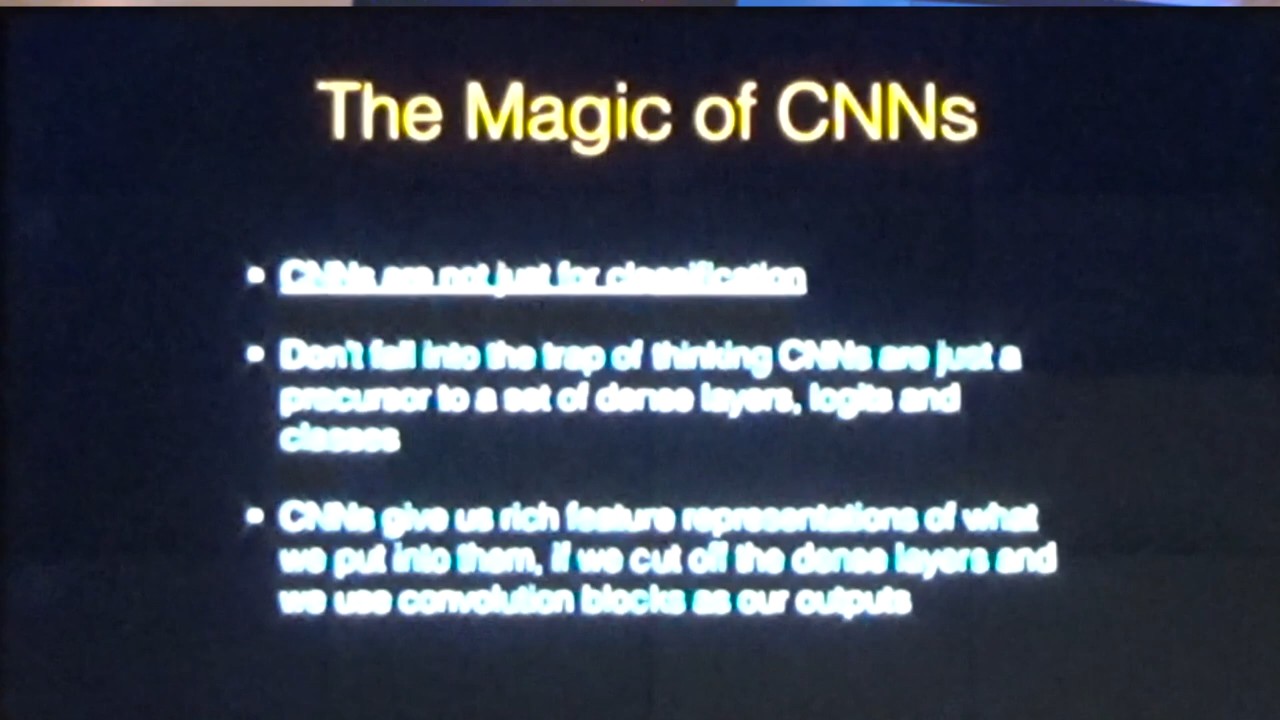 The Magic of CNNs
CNNs are not just for classification
Don't fall into the trap of thinking CNNs are just a
precursor to a set of dense layers, logits and
classes
CNNs give us rich feature representations of what
we put into them, if we cut off the dense layers and
we use convolution blocks as our outputs